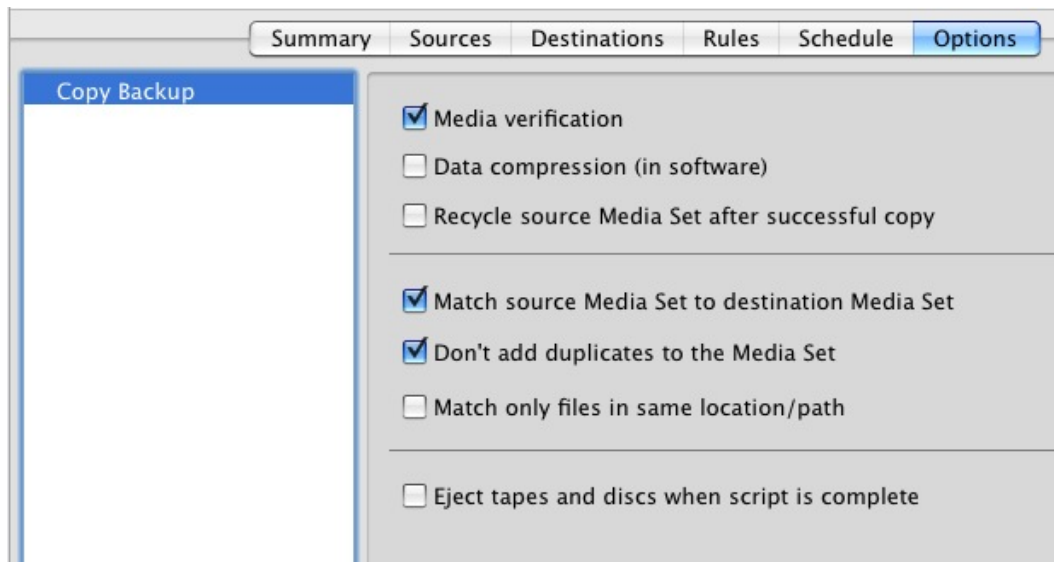 Summary Sources Destinations Rules Schedule Options
Copy Backup
Media verification
Data compression (in software)
Recycle source Media Set after successful copy
Match source Media Set to destination Media Set
Don't add duplicates to the Media Set
Match only files in same location/path
Eject tapes and discs when script is complete